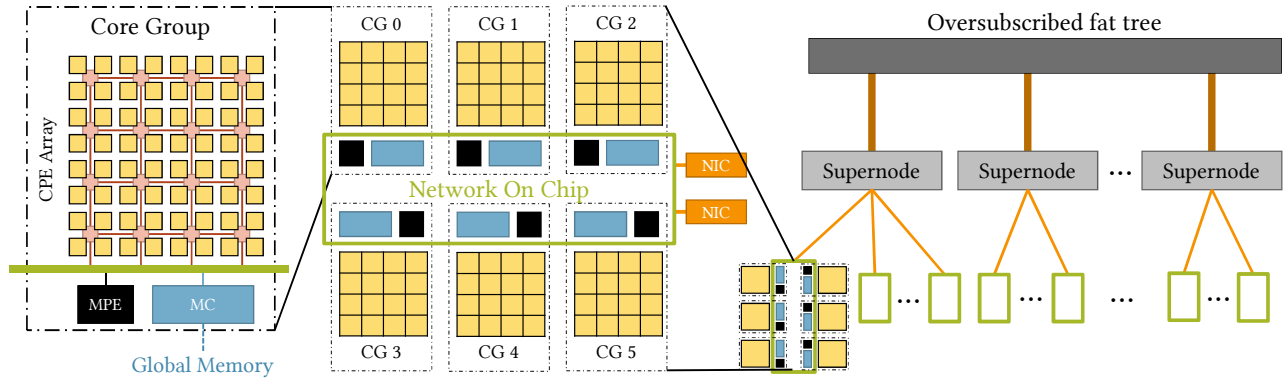 Core Group
CPE Array
MPE
MC
Global Memory
CG 0
CG 1
CG 2
Network On Chip
CG 3
CG 4
CG 5
NIC
NIC
Oversubscribed fat tree
Supernode
Supernode
...
Supernode
...
...
...
...